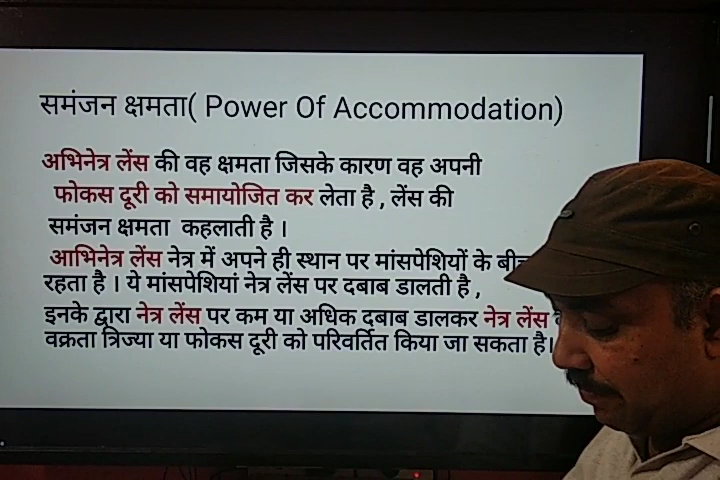 समंजन क्षमता( Power Of Accommodation)
अभिनेत्र लेंस की वह क्षमता जिसके कारण वह अपनी
फोकस दूरी को समायोजित कर लेता है , लेंस की
समंजन क्षमता कहलाती है ।
आभिनेत्र लेंस नेत्र में अपने ही स्थान पर मांसपेशियों के
रहता है । ये मांसपेशियां नेत्र लेंस पर दबाब डालती है ,
इनके द्वारा नेत्र लेंस पर कम या अधिक दबाब डालकर नेत्र लेंस
वक्रता त्रिज्या या फोकस दूरी को परिवर्तित किया जा सकता है।